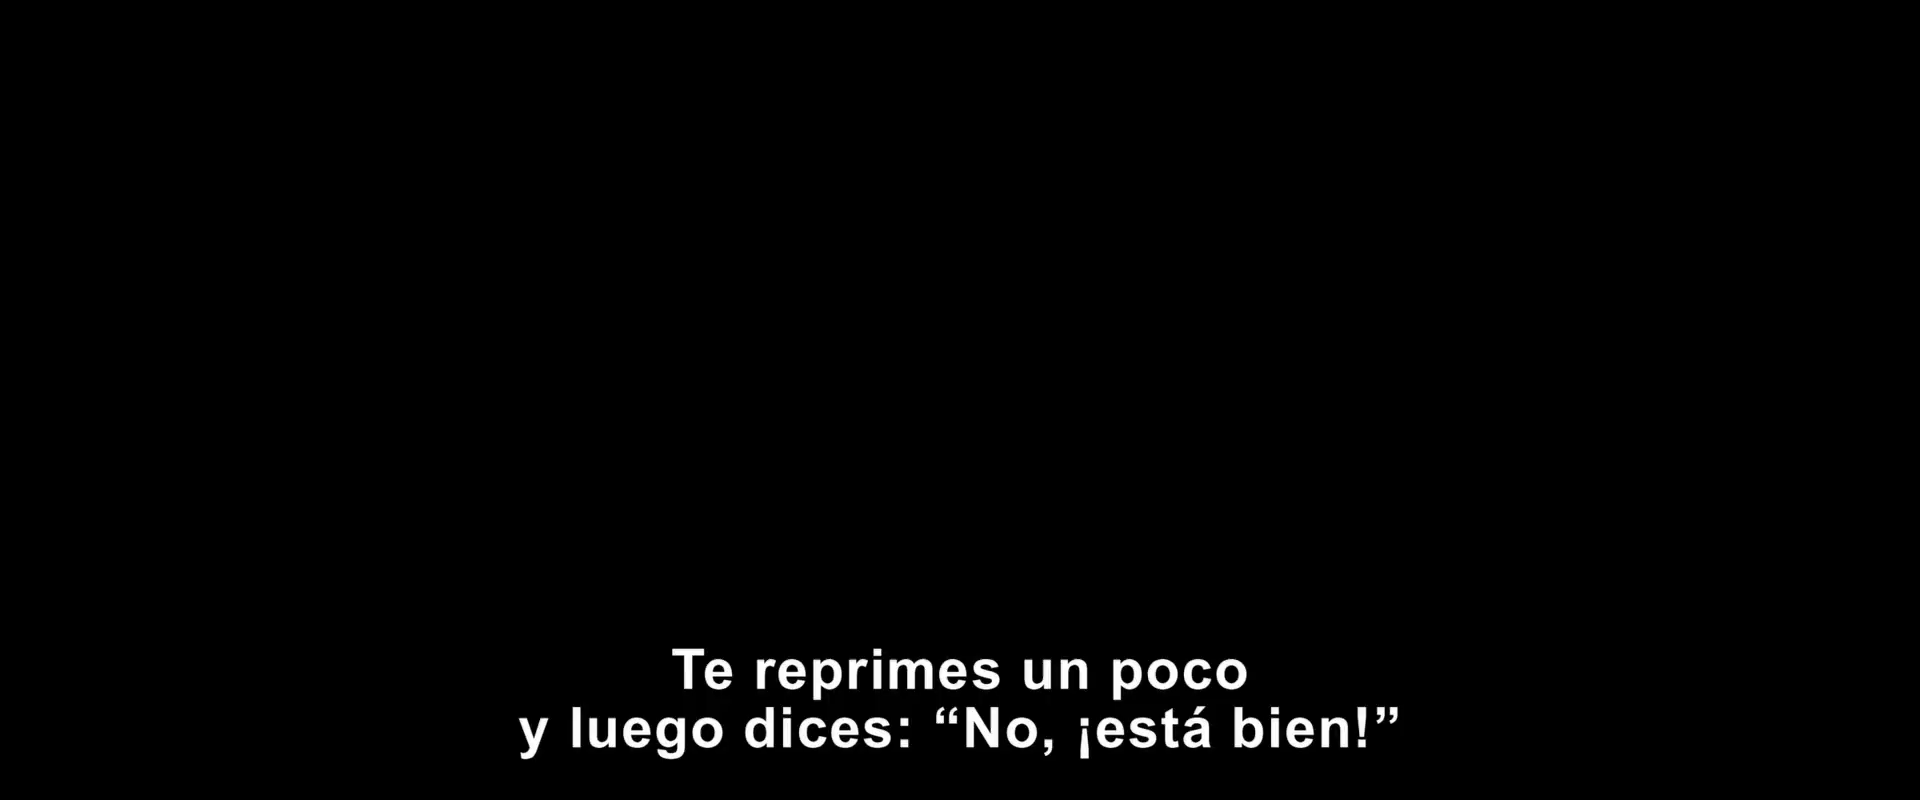 Te reprimes un poco
y luego dices: “No, ¡está bien!”